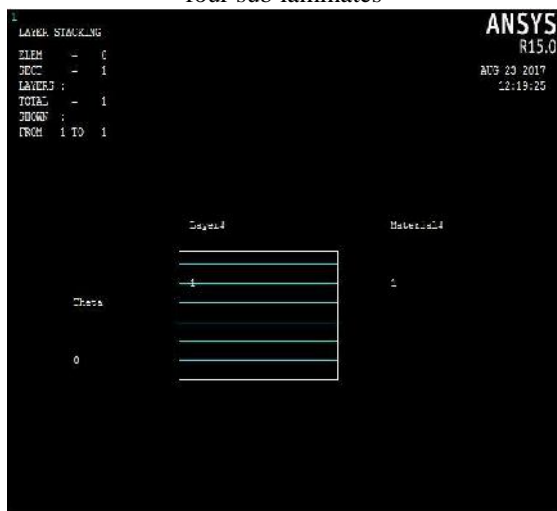 four sub-laminates
1
LAYER STACKING
ANSYS
R15.0
ELEM = 0
SECT = 1
AUG 23 2017
12:19:25
LAYERS :
TOTAL = 1
SHOWN :
FROM 1 TO 1
Layer#
Material#
1
1
Theta
0